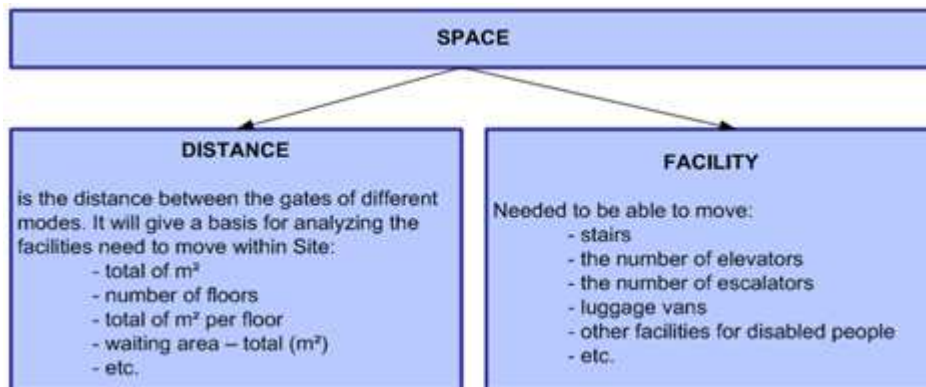 SPACE
DISTANCE
is the distance between the gates of different
modes. It will give a basis for analyzing the
facilities need to move within Site:
- total of m²
- number of floors
- total of m² per floor
- waiting area – total (m²)
- etc.
FACILITY
Needed to be able to move:
- stairs
- the number of elevators
- the number of escalators
- luggage vans
- other facilities for disabled people
- etc.